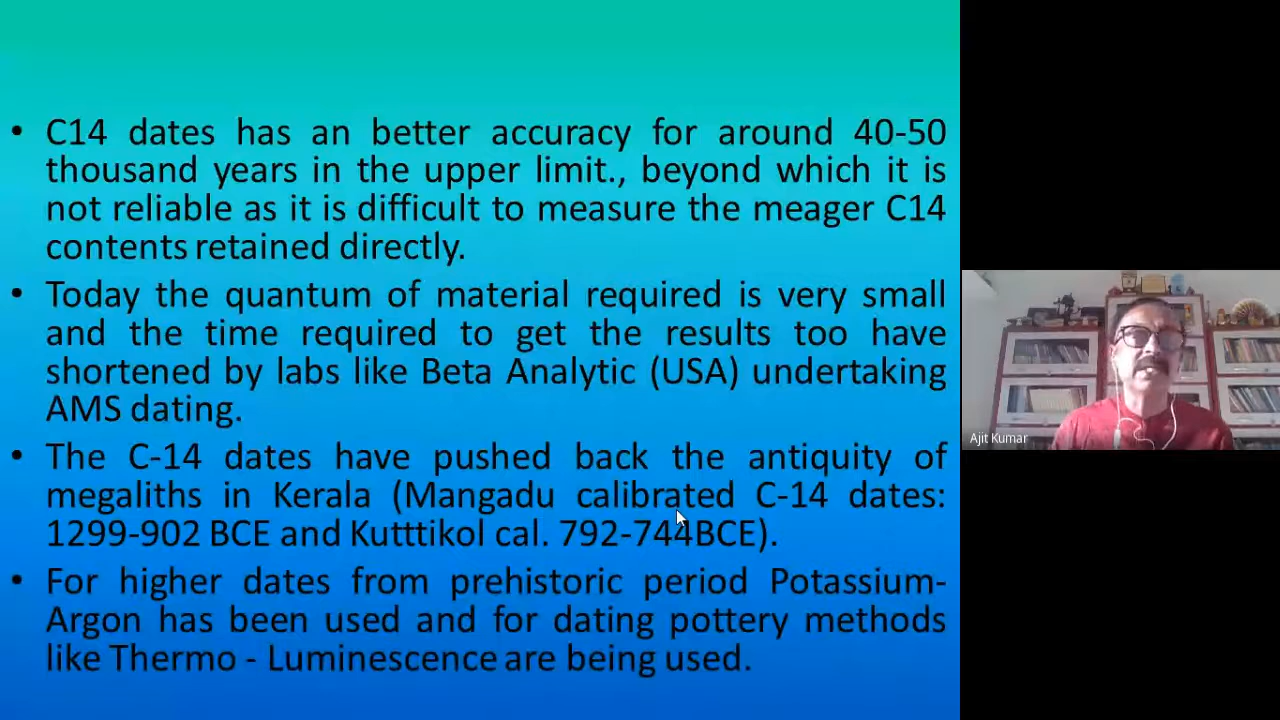 • C14 dates has an better accuracy for around 40-50
thousand years in the upper limit., beyond which it is
not reliable as it is difficult to measure the meager C14
contents retained directly.
• Today the quantum of material required is very small
and the time required to get the results too have
shortened by labs like Beta Analytic (USA) undertaking
AMS dating.
• The C-14 dates have pushed back the antiquity of
megaliths in Kerala (Mangadu calibrated C-14 dates:
1299-902 BCE and Kutttikol cal. 792-744BCE).
• For higher dates from prehistoric period Potassium-
Argon has been used and for dating pottery methods
like Thermo - Luminescence are being used.
Ajit Kumar